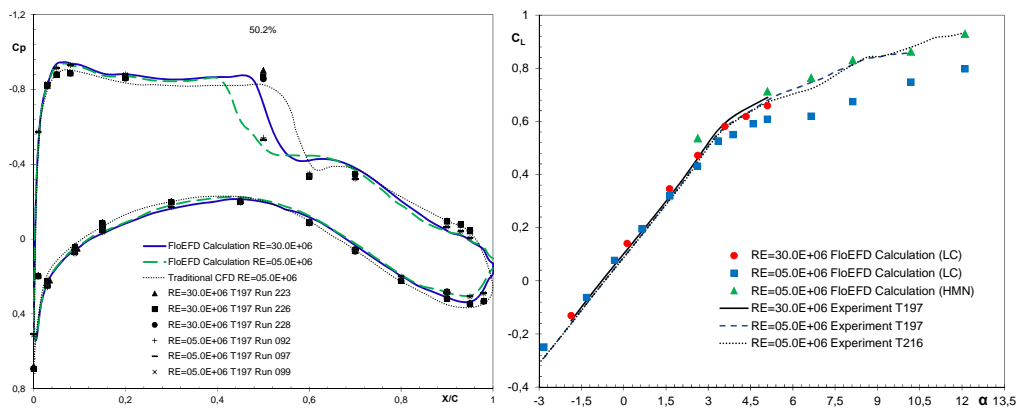 -1,2
Cp
50.2%
-0,8
-0,4
0
0,4
0,8
FloEFD Calculation RE=30.0E+06
FloEFD Calculation RE=05.0E+06
Traditional CFD RE=05.0E+06
RE=30.0E+06 T197 Run 223
RE=30.0E+06 T197 Run 226
RE=30.0E+06 T197 Run 228
RE=05.0E+06 T197 Run 092
RE=05.0E+06 T197 Run 097
RE=05.0E+06 T197 Run 099
0 0,2 0,4 0,6 0,8 X/C 1
1
CL
0,8
0,6
0,4
0,2
0
-0,2
-0,4
RE=30.0E+06 FloEFD Calculation (LC)
RE=05.0E+06 FloEFD Calculation (LC)
RE=05.0E+06 FloEFD Calculation (HMN)
RE=30.0E+06 Experiment T197
RE=05.0E+06 Experiment T197
RE=05.0E+06 Experiment T216
-3 -1,5 0 1,5 3 4,5 6 7,5 9 10,5 12 α 13,5